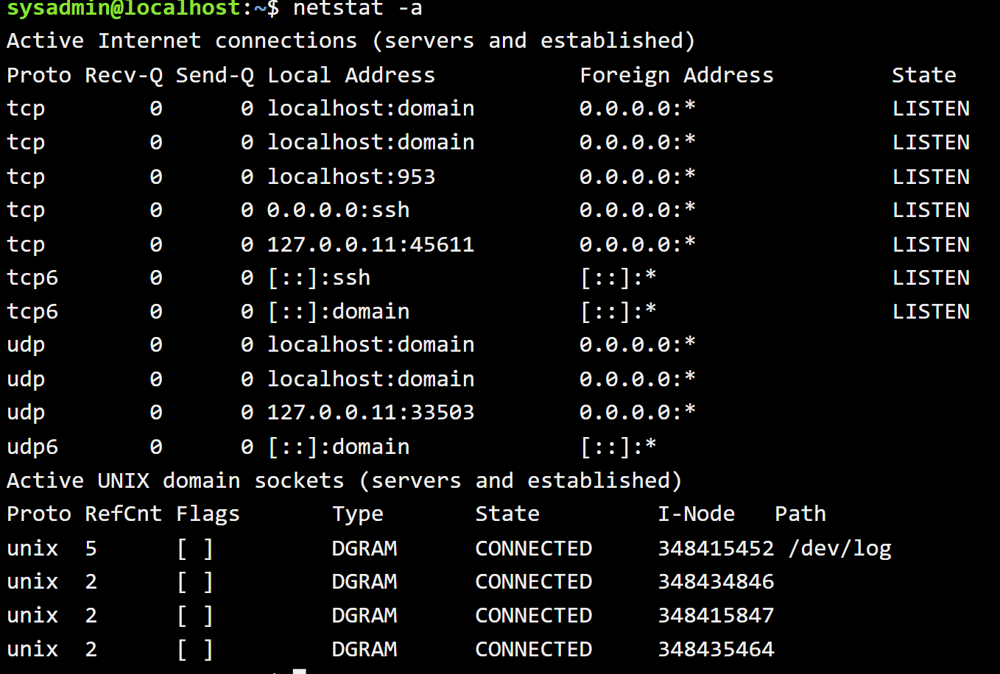 sysadmin@localhost:~$ netstat -a
Active Internet connections (servers and established)
Proto Recv-Q Send-Q Local Address           Foreign Address         State
tcp        0      0 localhost:domain        0.0.0.0:*               LISTEN
tcp        0      0 localhost:domain        0.0.0.0:*               LISTEN
tcp        0      0 localhost:953           0.0.0.0:*               LISTEN
tcp        0      0 0.0.0.0:ssh             0.0.0.0:*               LISTEN
tcp        0      0 127.0.0.11:45611        0.0.0.0:*               LISTEN
tcp6       0      0 [::]:ssh                [::]:*                  LISTEN
tcp6       0      0 [::]:domain             [::]:*                  LISTEN
udp        0      0 localhost:domain        0.0.0.0:*
udp        0      0 localhost:domain        0.0.0.0:*
udp        0      0 127.0.0.11:33503        0.0.0.0:*
udp6       0      0 [::]:domain             [::]:*
Active UNIX domain sockets (servers and established)
Proto RefCnt Flags       Type       State         I-Node   Path
unix  5      [ ]         DGRAM      CONNECTED     348415452 /dev/log
unix  2      [ ]         DGRAM      CONNECTED     348434846
unix  2      [ ]         DGRAM      CONNECTED     348415847
unix  2      [ ]         DGRAM      CONNECTED     348435464